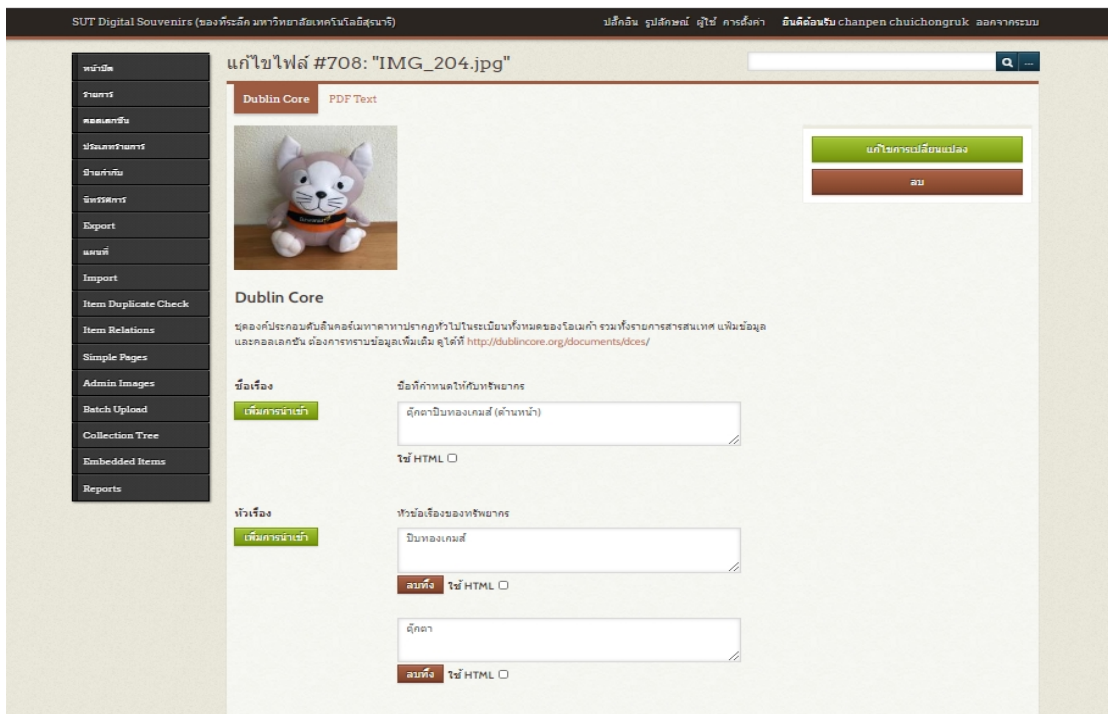 SUT Digital Souvenirs (ของที่ระลึก มหาวิทยาลัยเทคโนโลยีสุรนารี)
ปลั๊กอิน รูปลักษณ์ ผู้ใช้ การตั้งค่า ยินดีต้อนรับ chanpen chuichongruk ออกจากระบบ
หน้าปัด
รายการ
คอลเลกชัน
ประเภทรายการ
ป้ายกำกับ
นิทรรศการ
Export
แผนที่
Import
Item Duplicate Check
Item Relations
Simple Pages
Admin Images
Batch Upload
Collection Tree
Embedded Items
Reports
แก้ไขไฟล์ #708: "IMG_204.jpg"
...
Dublin Core
PDF Text
แก้ไขการเปลี่ยนแปลง
ลบ
Dublin Core
ชุดองค์ประกอบดับลินคอร์เมทาดาทาปรากฏทั่วไปในระเบียนทั้งหมดของโอเมก้า รวมทั้งรายการสารสนเทศ แฟ้มข้อมูล
และคอลเลกชัน ต้องการทราบข้อมูลเพิ่มเติม ดูได้ที่ http://dublincore.org/documents/dces/
ชื่อเรื่อง
ชื่อที่กำหนดให้กับทรัพยากร
เพิ่มการนำเข้า
ตุ๊กตาปีบทองเกมส์ (ด้านหน้า)
ใช้ HTML
หัวเรื่อง
หัวข้อเรื่องของทรัพยากร
เพิ่มการนำเข้า
ปีบทองเกมส์
ลบทิ้ง ใช้ HTML
ตุ๊กตา
ลบทิ้ง ใช้ HTML